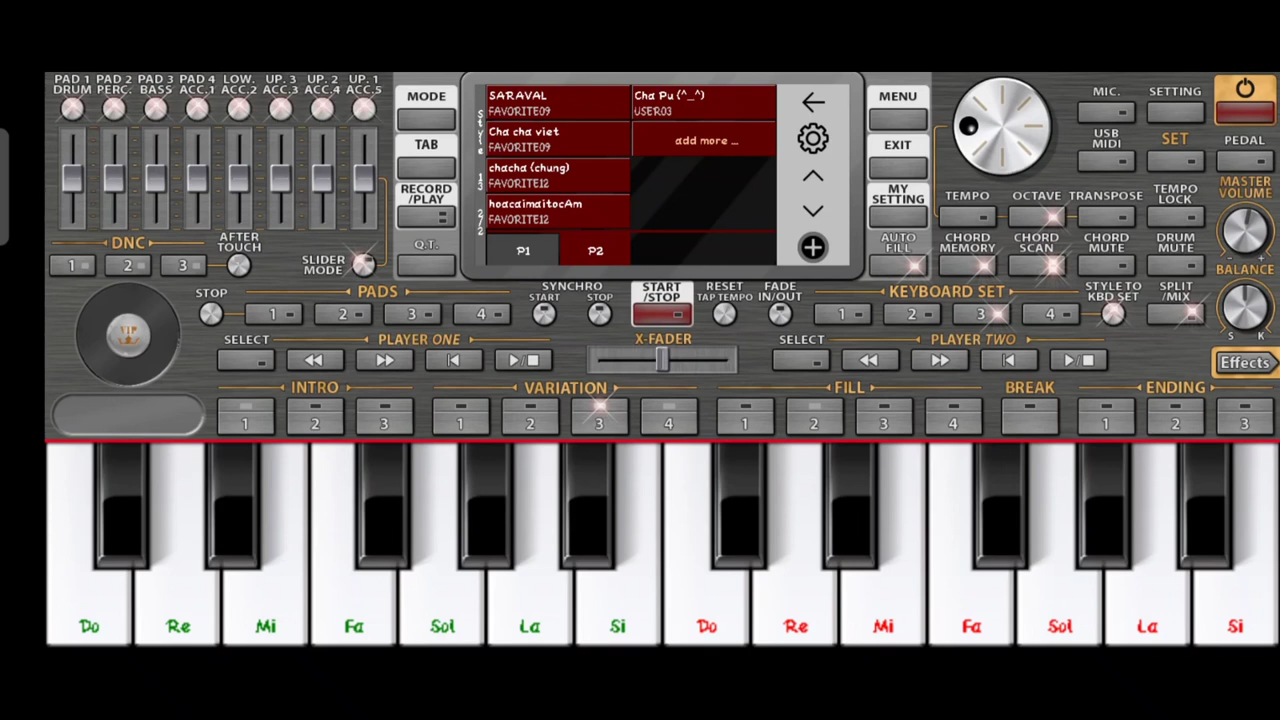 PAD 1 PAD 2 PAD 3 PAD 4 LOW. UP. 3 UP. 2 UP. 1
DRUM PERC. BASS ACC.1 ACC.2 ACC.3 ACC.4 ACC.5
DNC
1 2 3
AFTER
TOUCH
SLIDER
MODE
MODE
TAB
RECORD
/PLAY
Q.T.
Style
1/3
2/2
SARAVAL
FAVORITE09
Cha cha viet
FAVORITE09
chacha (chung)
FAVORITE12
hoacaimaitocAm
FAVORITE12
Cha Pu (^_^)
USER03
add more ...
P1 P2
MENU
EXIT
MY
SETTING
AUTO
FILL
MIC. SETTING
USB
MIDI
SET
PEDAL
TEMPO OCTAVE TRANSPOSE TEMPO
LOCK
CHORD
MEMORY
CHORD
SCAN
CHORD
MUTE
DRUM
MUTE
MASTER
VOLUME
- +
BALANCE
S K
VIP
STOP PADS
1 2 3 4
SYNCHRO
START STOP
START
/STOP
RESET
TAP TEMPO
FADE
IN/OUT
KEYBOARD SET
1 2 3 4
STYLE TO
KBD SET
SPLIT
/MIX
SELECT PLAYER ONE
X-FADER
SELECT PLAYER TWO
Effects
INTRO VARIATION FILL BREAK ENDING
1 2 3 1 2 3 4 1 2 3 4 1 2 3
Do Re Mi Fa Sol La Si Do Re Mi Fa Sol La Si